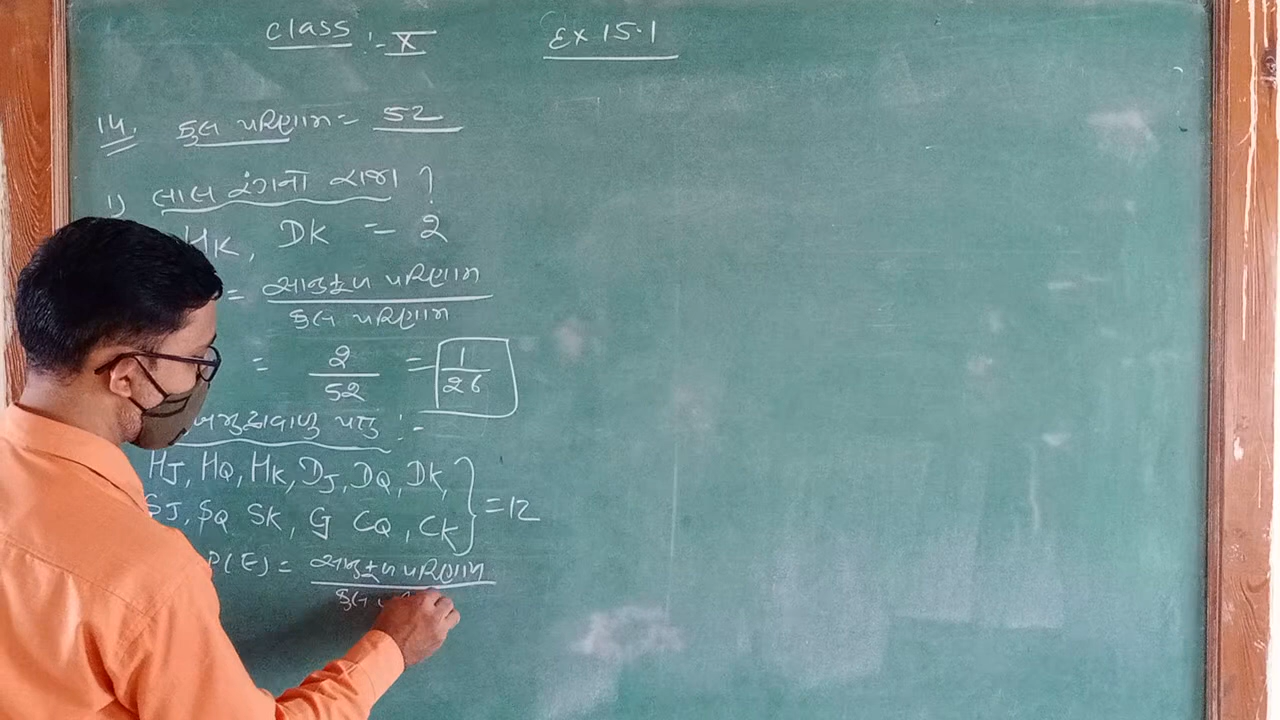 class :- X
Ex 15.1
14. કુલ પરિણામ = 52
1) લાલ રંગનો રાજા ?
HK, DK = 2
= સાનુકૂળ પરિણામ
કુલ પરિણામ
= 2
52
= 1
26
મુખમુદ્રાવાળુ પત્તુ :-
HJ, HQ, HK, DJ, DQ, DK,
SJ, SQ SK, CJ CQ, CK } = 12
P(E) = સાનુકૂળ પરિણામ
કુલ